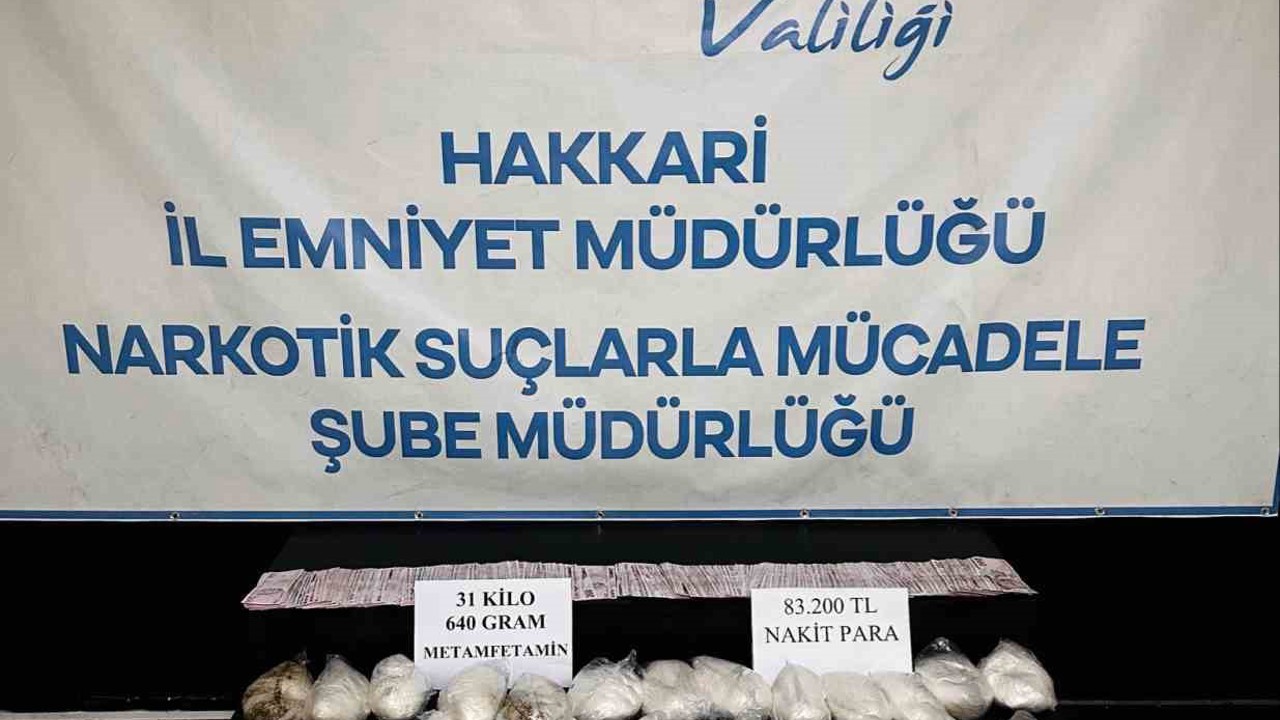 Valiliği
HAKKARİ
İL EMNİYET MÜDÜRLÜĞÜ
NARKOTİK SUÇLARLA MÜCADELE
ŞUBE MÜDÜRLÜĞÜ
31 KİLO
640 GRAM
METAMFETAMİN
83.200 TL
NAKİT PARA